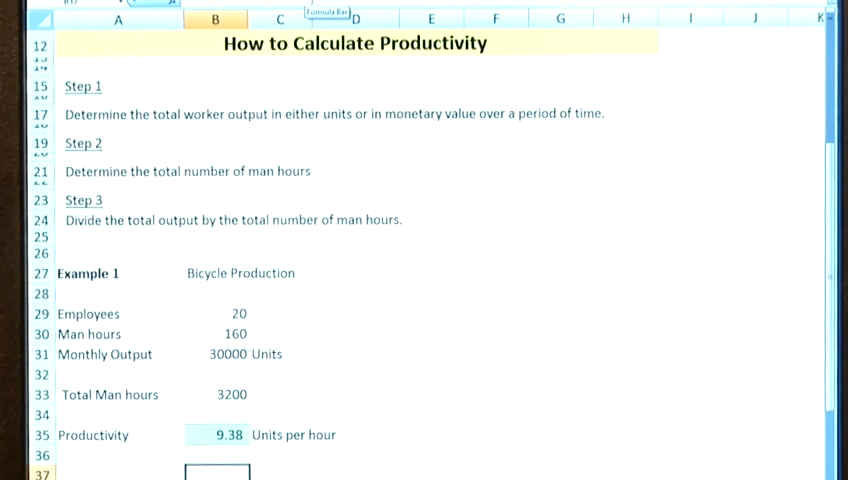 Formula Bar
A B C D E F G H I J K
12 How to Calculate Productivity
15 Step 1
17 Determine the total worker output in either units or in monetary value over a period of time.
19 Step 2
21 Determine the total number of man hours
23 Step 3
24 Divide the total output by the total number of man hours.
25
26
27 Example 1 Bicycle Production
28
29 Employees 20
30 Man hours 160
31 Monthly Output 30000 Units
32
33 Total Man hours 3200
34
35 Productivity 9.38 Units per hour
36
37